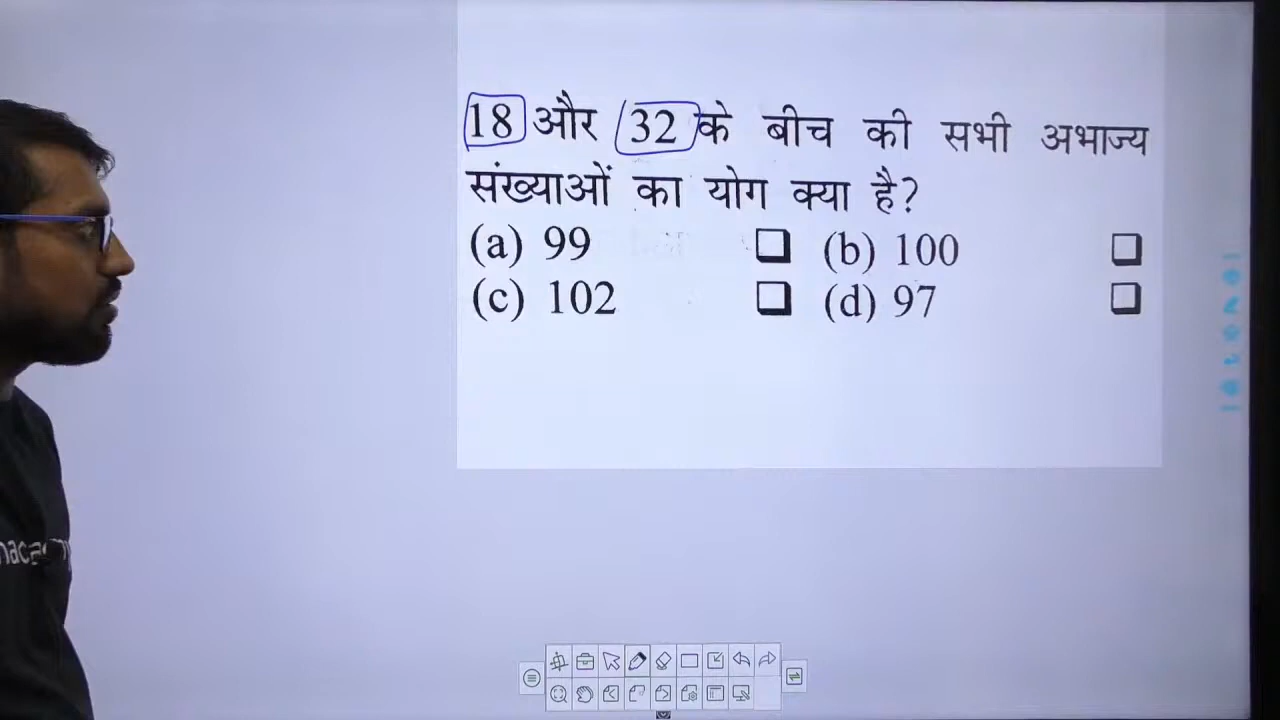 18 और 32 के बीच की सभी अभाज्य
संख्याओं का योग क्या है?
(a) 99 ❑ (b) 100 ❑
(c) 102 ❑ (d) 97 ❑